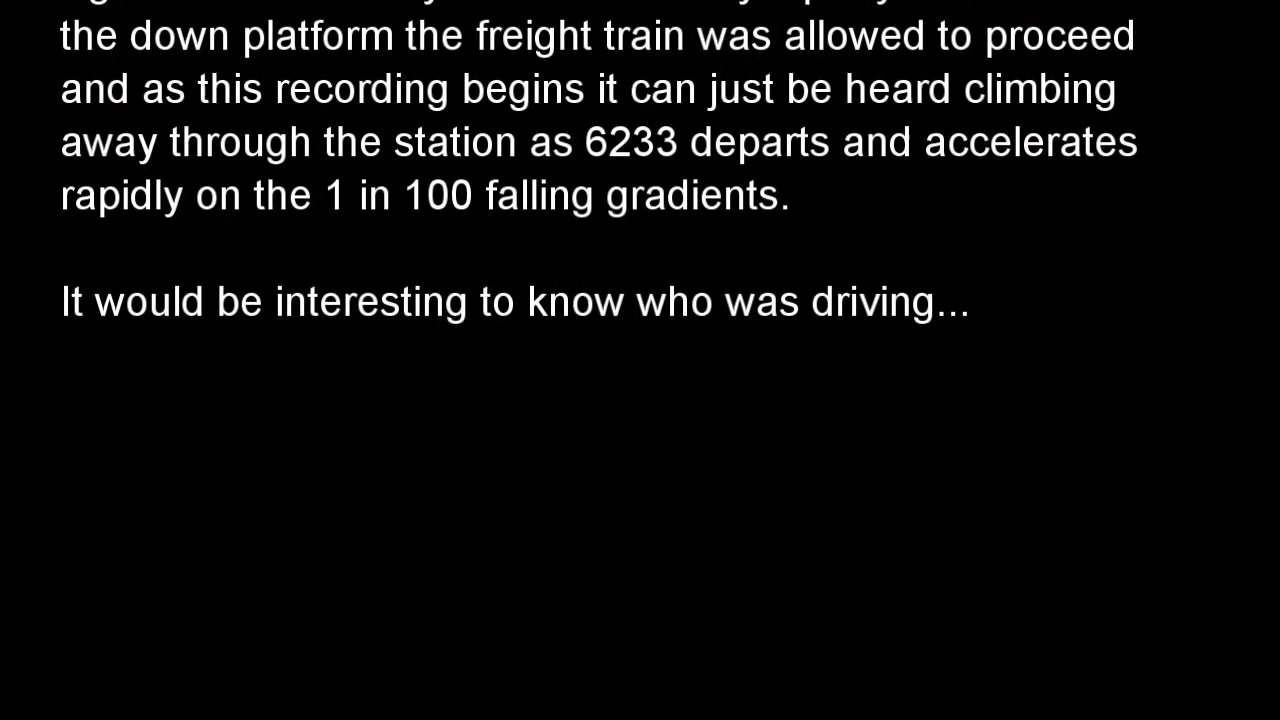 the down platform the freight train was allowed to proceed
and as this recording begins it can just be heard climbing
away through the station as 6233 departs and accelerates
rapidly on the 1 in 100 falling gradients.
It would be interesting to know who was driving...